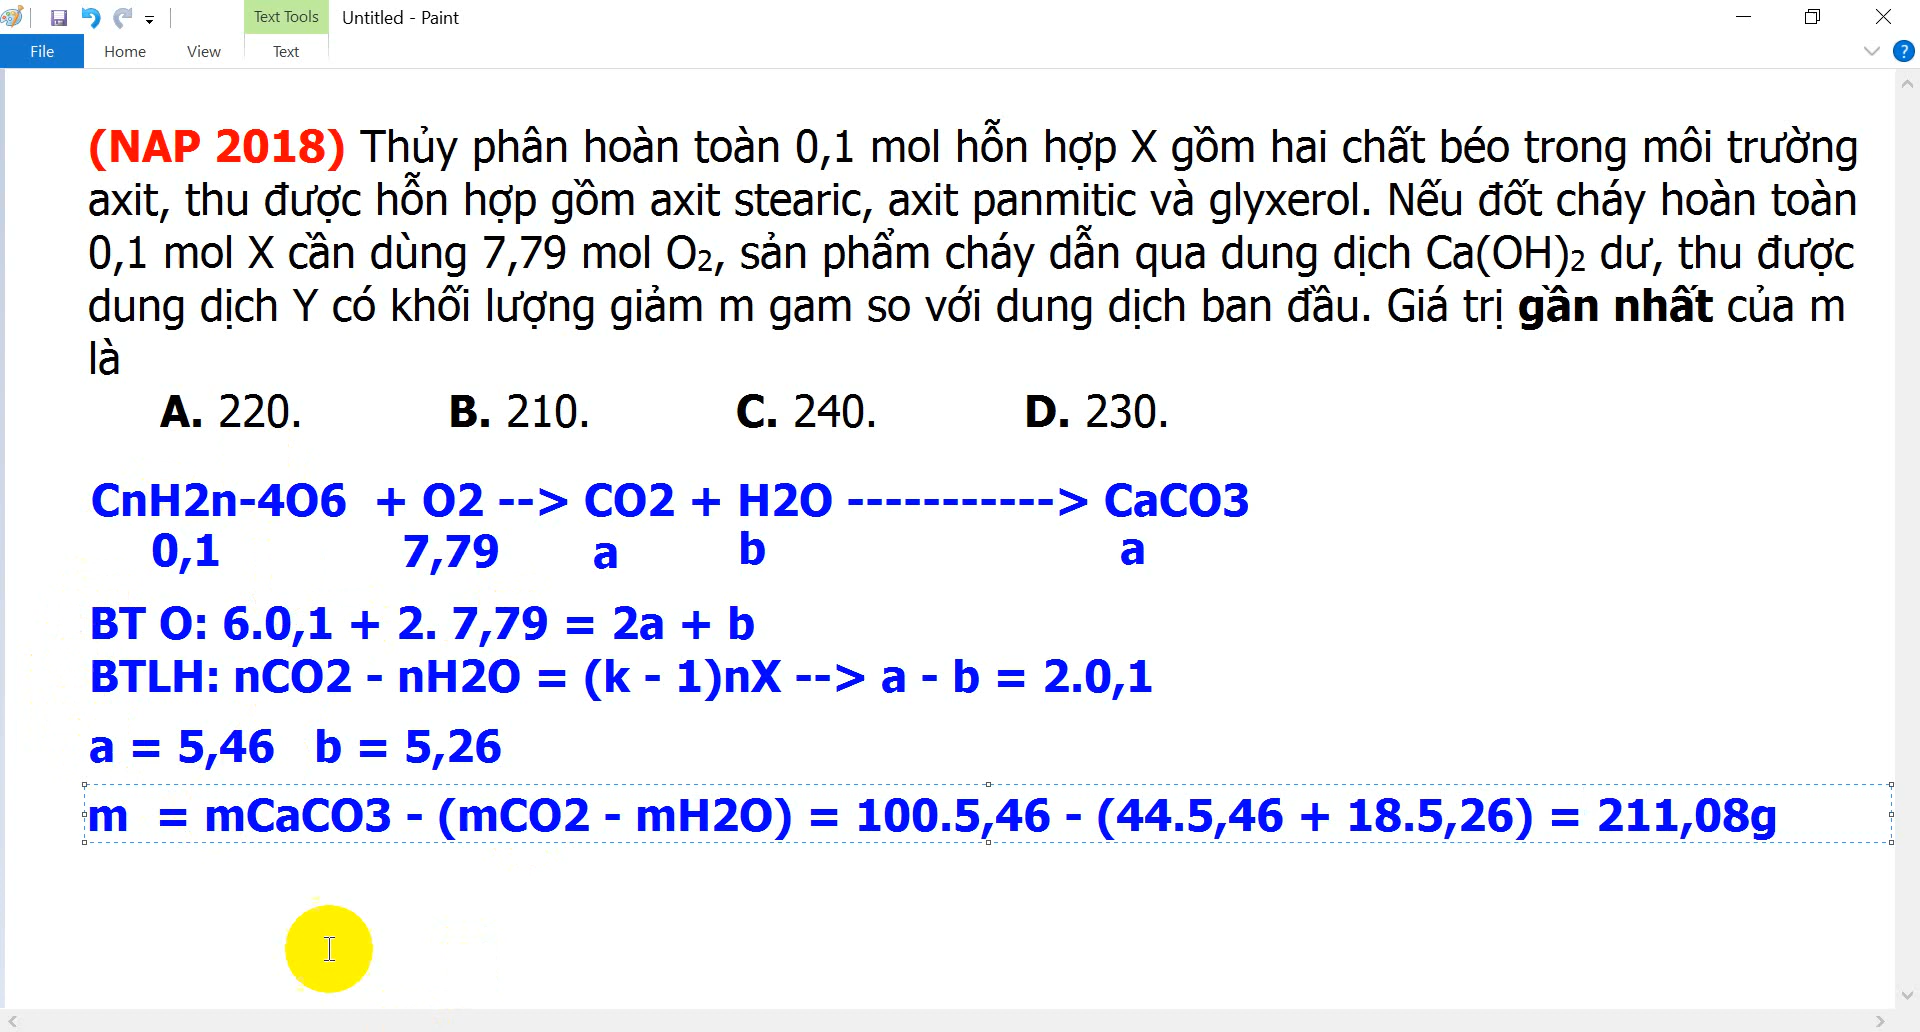 Text Tools
Untitled - Paint
File
Home
View
Text
?
(NAP 2018) Thủy phân hoàn toàn 0,1 mol hỗn hợp X gồm hai chất béo trong môi trường
axit, thu được hỗn hợp gồm axit stearic, axit panmitic và glyxerol. Nếu đốt cháy hoàn toàn
0,1 mol X cần dùng 7,79 mol O₂, sản phẩm cháy dẫn qua dung dịch Ca(OH)₂ dư, thu được
dung dịch Y có khối lượng giảm m gam so với dung dịch ban đầu. Giá trị gần nhất của m
là
A. 220. B. 210. C. 240. D. 230.
CnH2n-4O6 + O2 --> CO2 + H2O -----------> CaCO3
0,1 7,79 a b a
BT O: 6.0,1 + 2. 7,79 = 2a + b
BTLH: nCO2 - nH2O = (k - 1)nX --> a - b = 2.0,1
a = 5,46 b = 5,26
m = mCaCO3 - (mCO2 - mH2O) = 100.5,46 - (44.5,46 + 18.5,26) = 211,08g